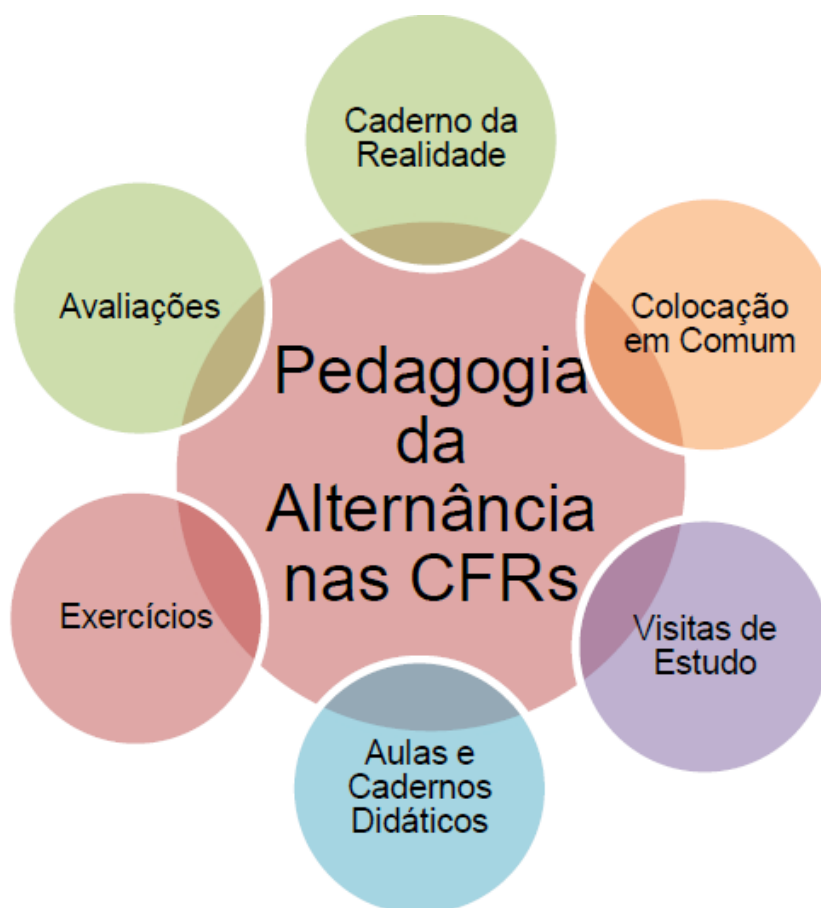 Caderno da
Realidade
Colocação
em Comum
Visitas de
Estudo
Aulas e
Cadernos
Didáticos
Exercícios
Avaliações
Pedagogia
da
Alternância
nas CFRs